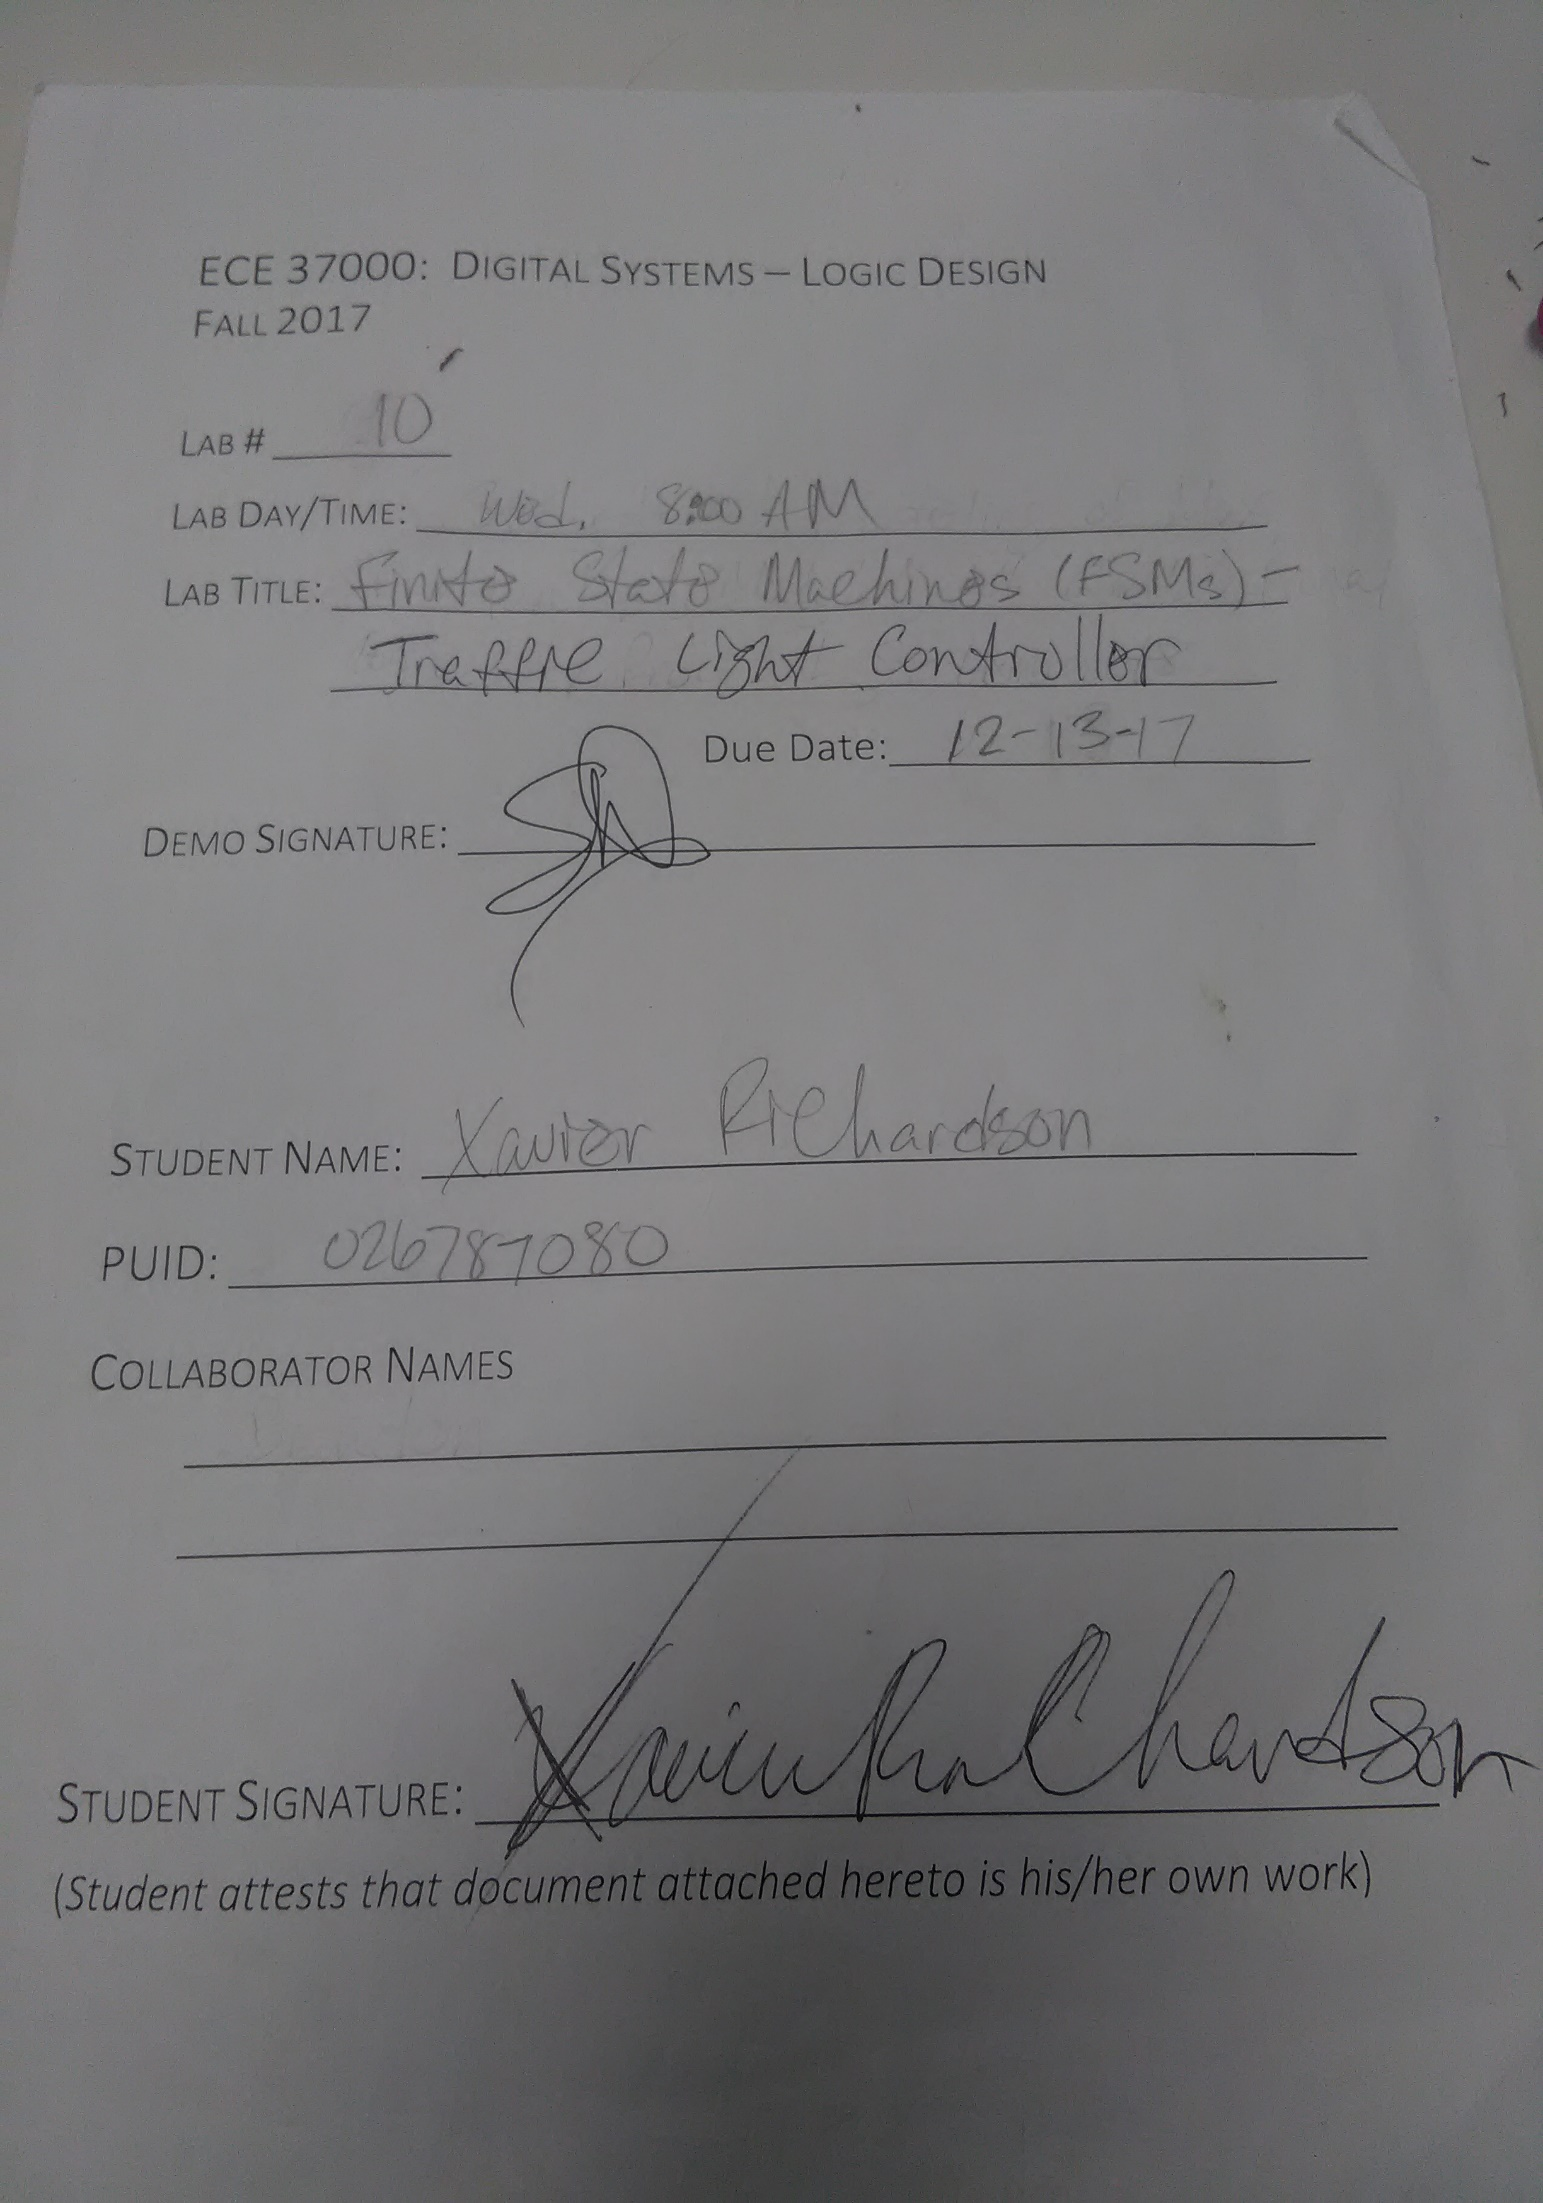 ECE 37000: DIGITAL SYSTEMS – LOGIC DESIGN
FALL 2017
LAB # 10
LAB DAY/TIME: Wed. 8:00 AM
LAB TITLE: Finite State Machines (FSMs) -
Traffic Light Controller
Due Date: 12-13-17
DEMO SIGNATURE:
STUDENT NAME: Xavier Richardson
PUID: 026787080
COLLABORATOR NAMES
STUDENT SIGNATURE: Xavier Richardson
(Student attests that document attached hereto is his/her own work)